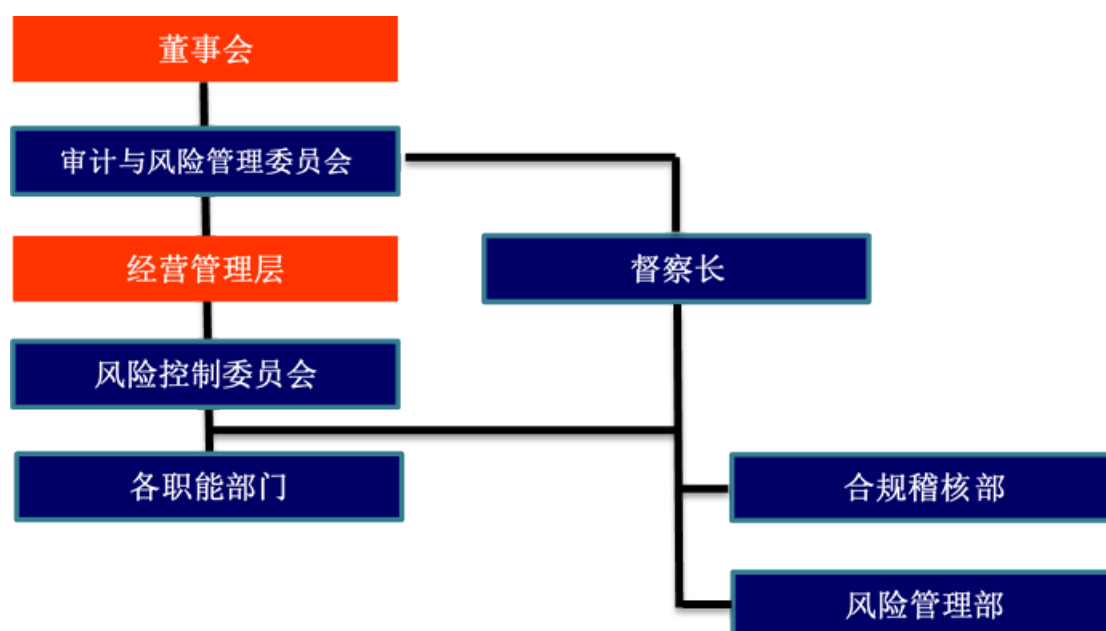 董事会
审计与风险管理委员会
经营管理层
督察长
风险控制委员会
各职能部门
合规稽核部
风险管理部